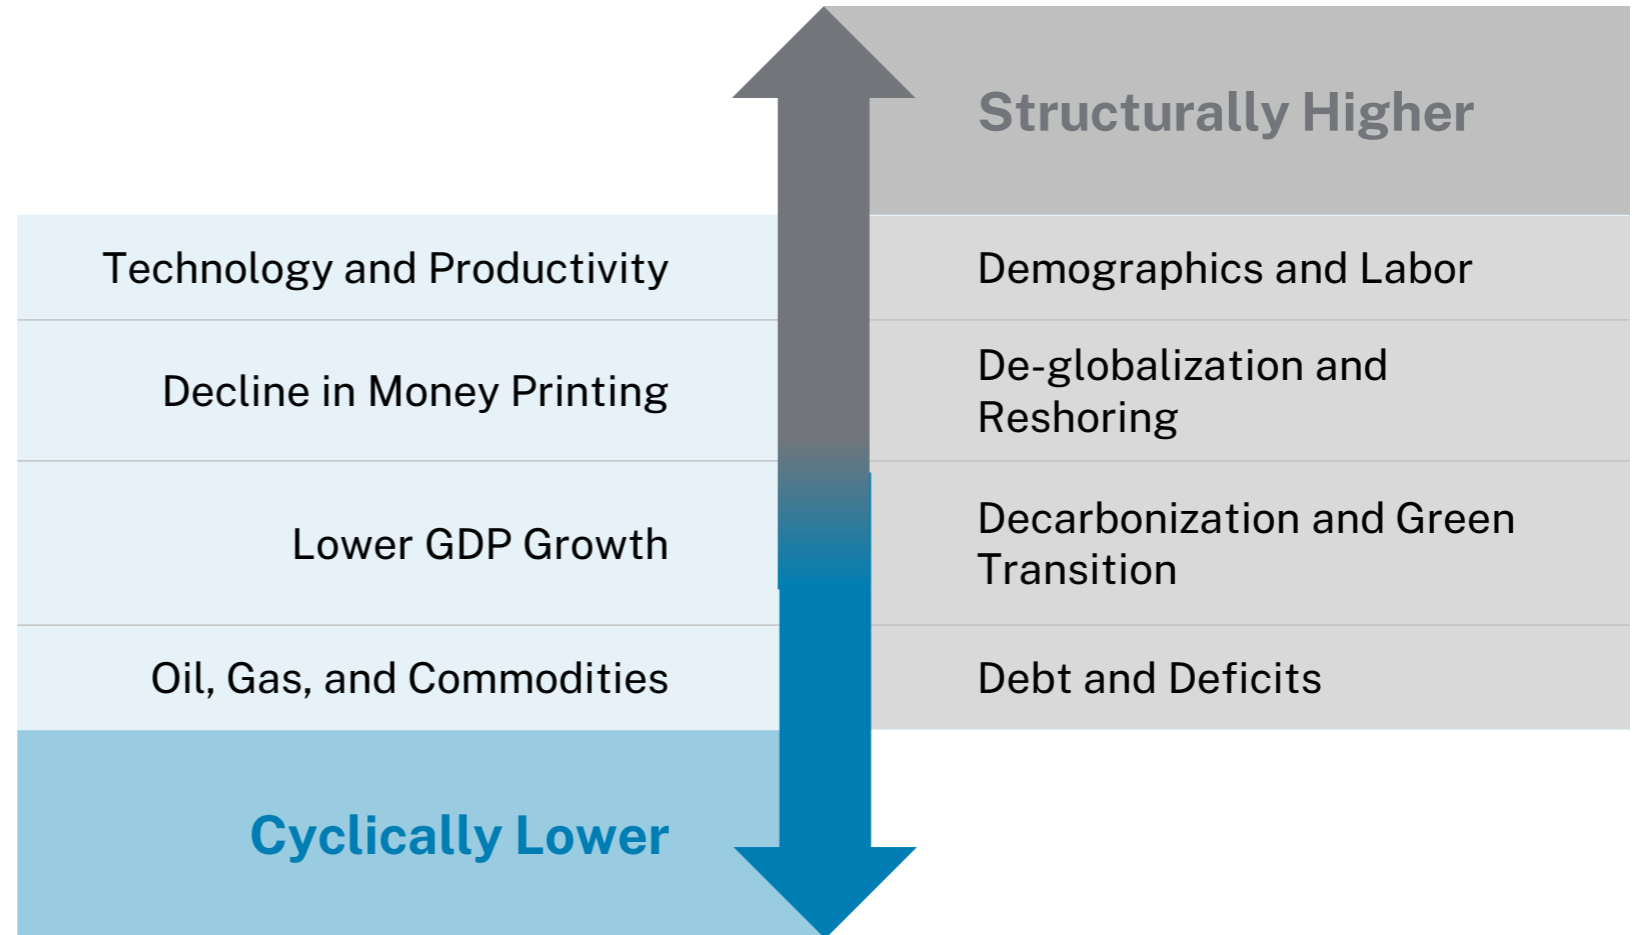 Structurally Higher
Technology and Productivity
Demographics and Labor
Decline in Money Printing
De-globalization and
Reshoring
Lower GDP Growth
Decarbonization and Green
Transition
Oil, Gas, and Commodities
Debt and Deficits
Cyclically Lower